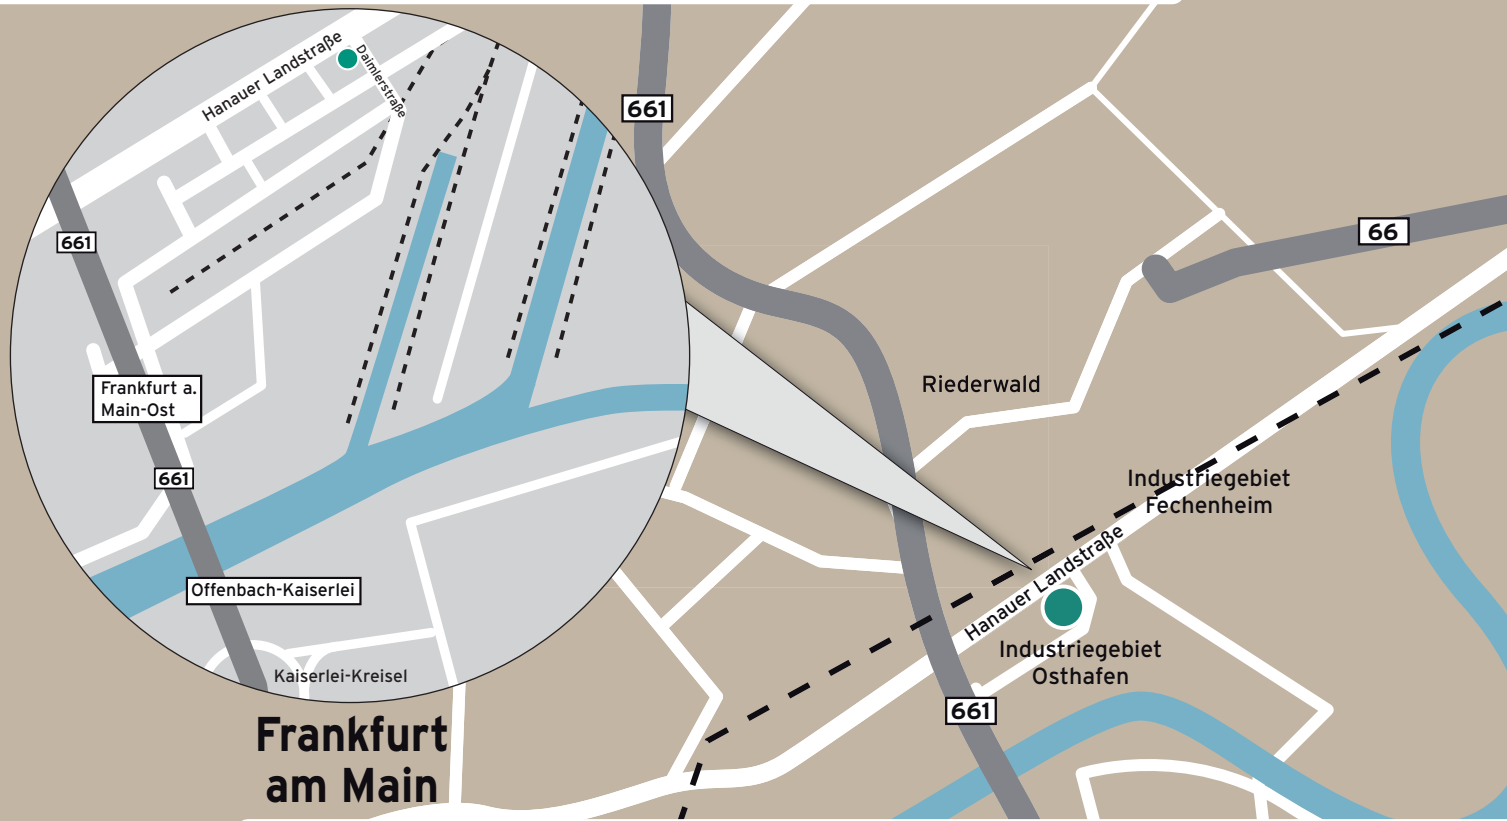 Hanauer Landstraße
Daimlerstraße
661
Frankfurt a.
Main-Ost
661
Offenbach-Kaiserlei
Kaiserlei-Kreisel
Frankfurt
am Main
661
66
Riederwald
Industriegebiet
Fechenheim
Hanauer Landstraße
Industriegebiet
Osthafen
661